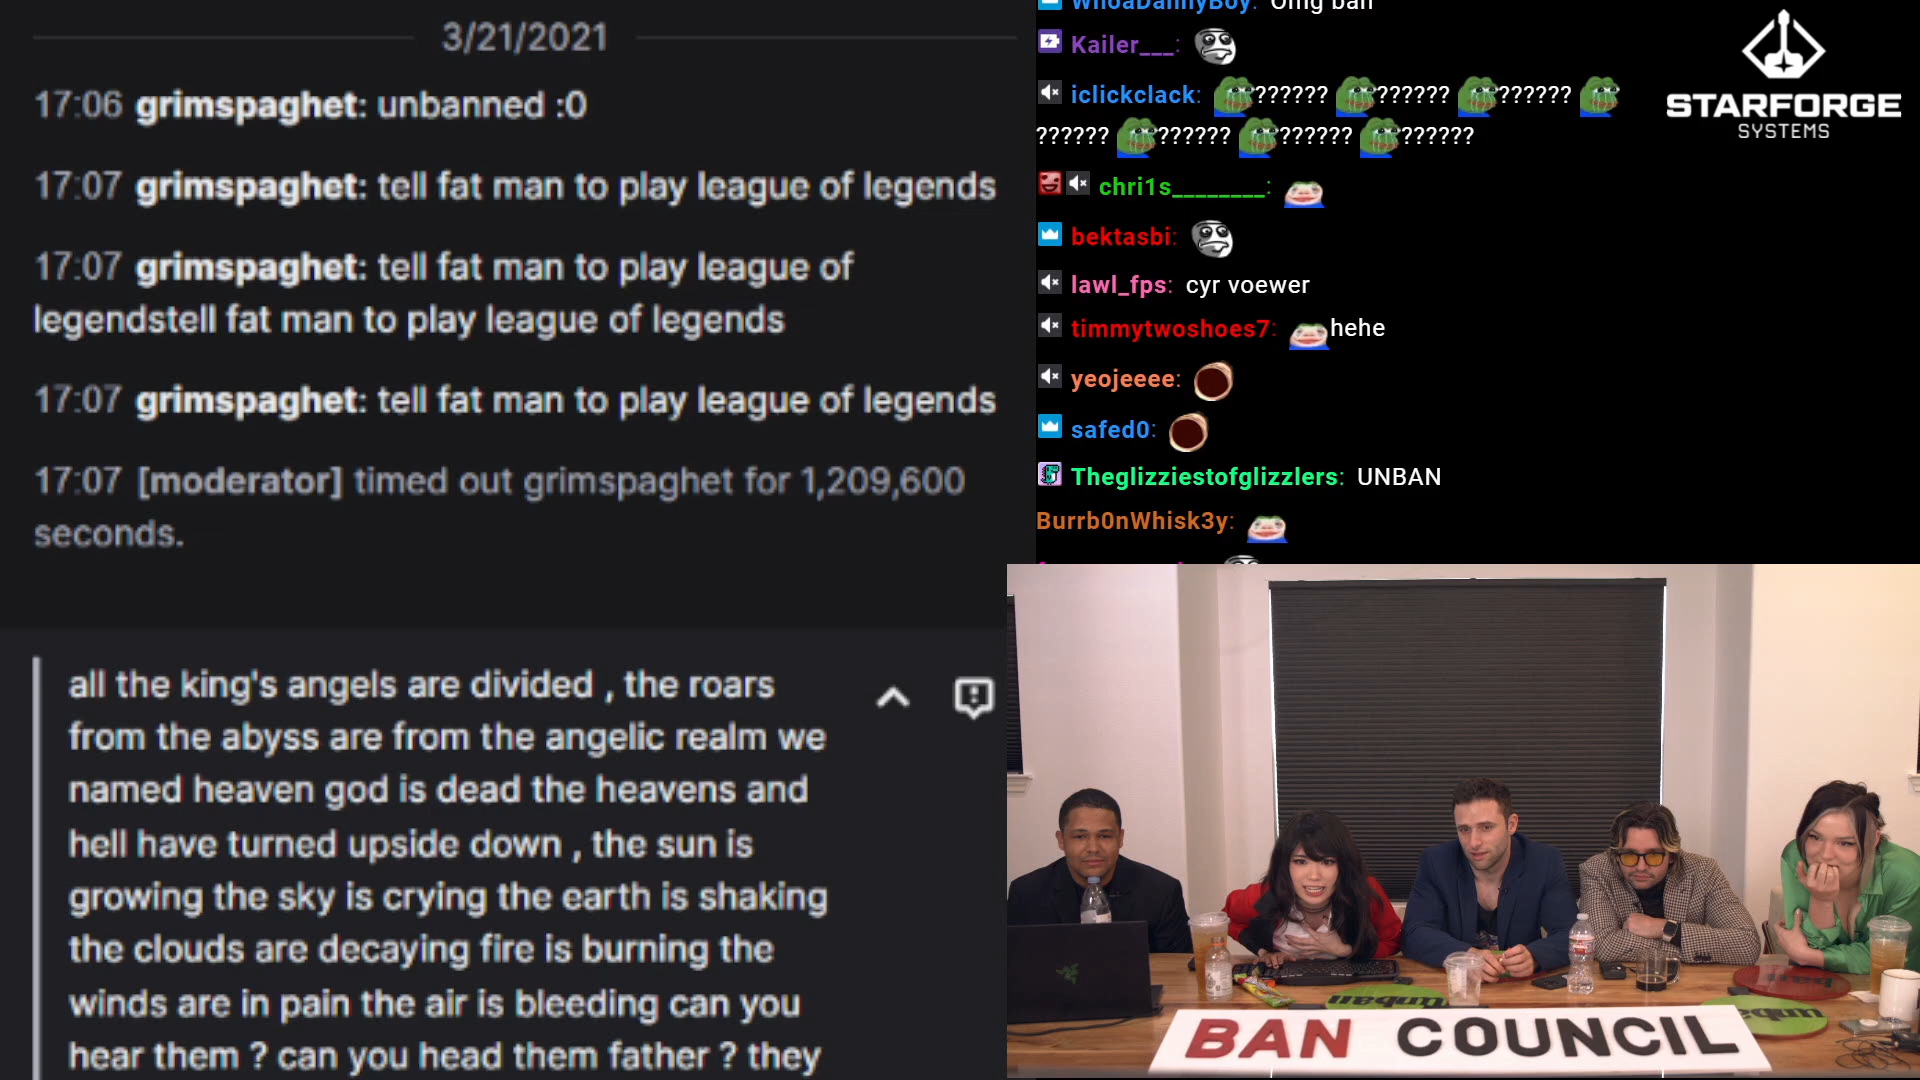 3/21/2021
17:06 grimspaghet: unbanned :0
17:07 grimspaghet: tell fat man to play league of legends
17:07 grimspaghet: tell fat man to play league of
legendstell fat man to play league of legends
17:07 grimspaghet: tell fat man to play league of legends
17:07 [moderator] timed out grimspaghet for 1,209,600
seconds.
all the king's angels are divided , the roars
from the abyss are from the angelic realm we
named heaven god is dead the heavens and
hell have turned upside down , the sun is
growing the sky is crying the earth is shaking
the clouds are decaying fire is burning the
winds are in pain the air is bleeding can you
hear them ? can you head them father ? they
WhoaDannyBoy: Omg ban
Kailer___:
iclickclack: ?????? ?????? ??????
?????? ?????? ?????? ??????
chri1s________:
bektasbi:
lawl_fps: cyr voewer
timmytwoshoes7: hehe
yeojeeee:
safed0:
Theglizziestofglizzlers: UNBAN
Burrb0nWhisk3y:
STARFORGE
SYSTEMS
unban
ban
unban
BAN COUNCIL